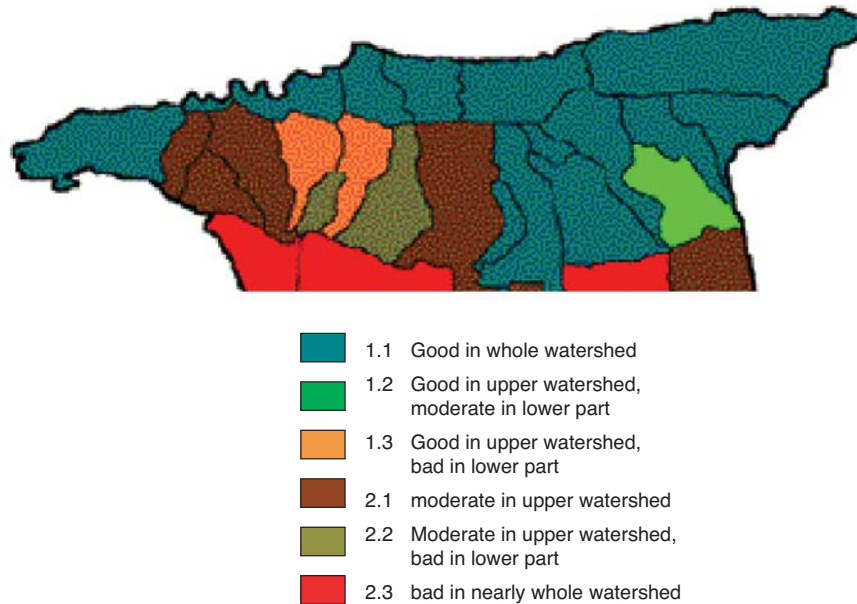 1.1 Good in whole watershed
1.2 Good in upper watershed,
moderate in lower part
1.3 Good in upper watershed,
bad in lower part
2.1 moderate in upper watershed
2.2 Moderate in upper watershed,
bad in lower part
2.3 bad in nearly whole watershed